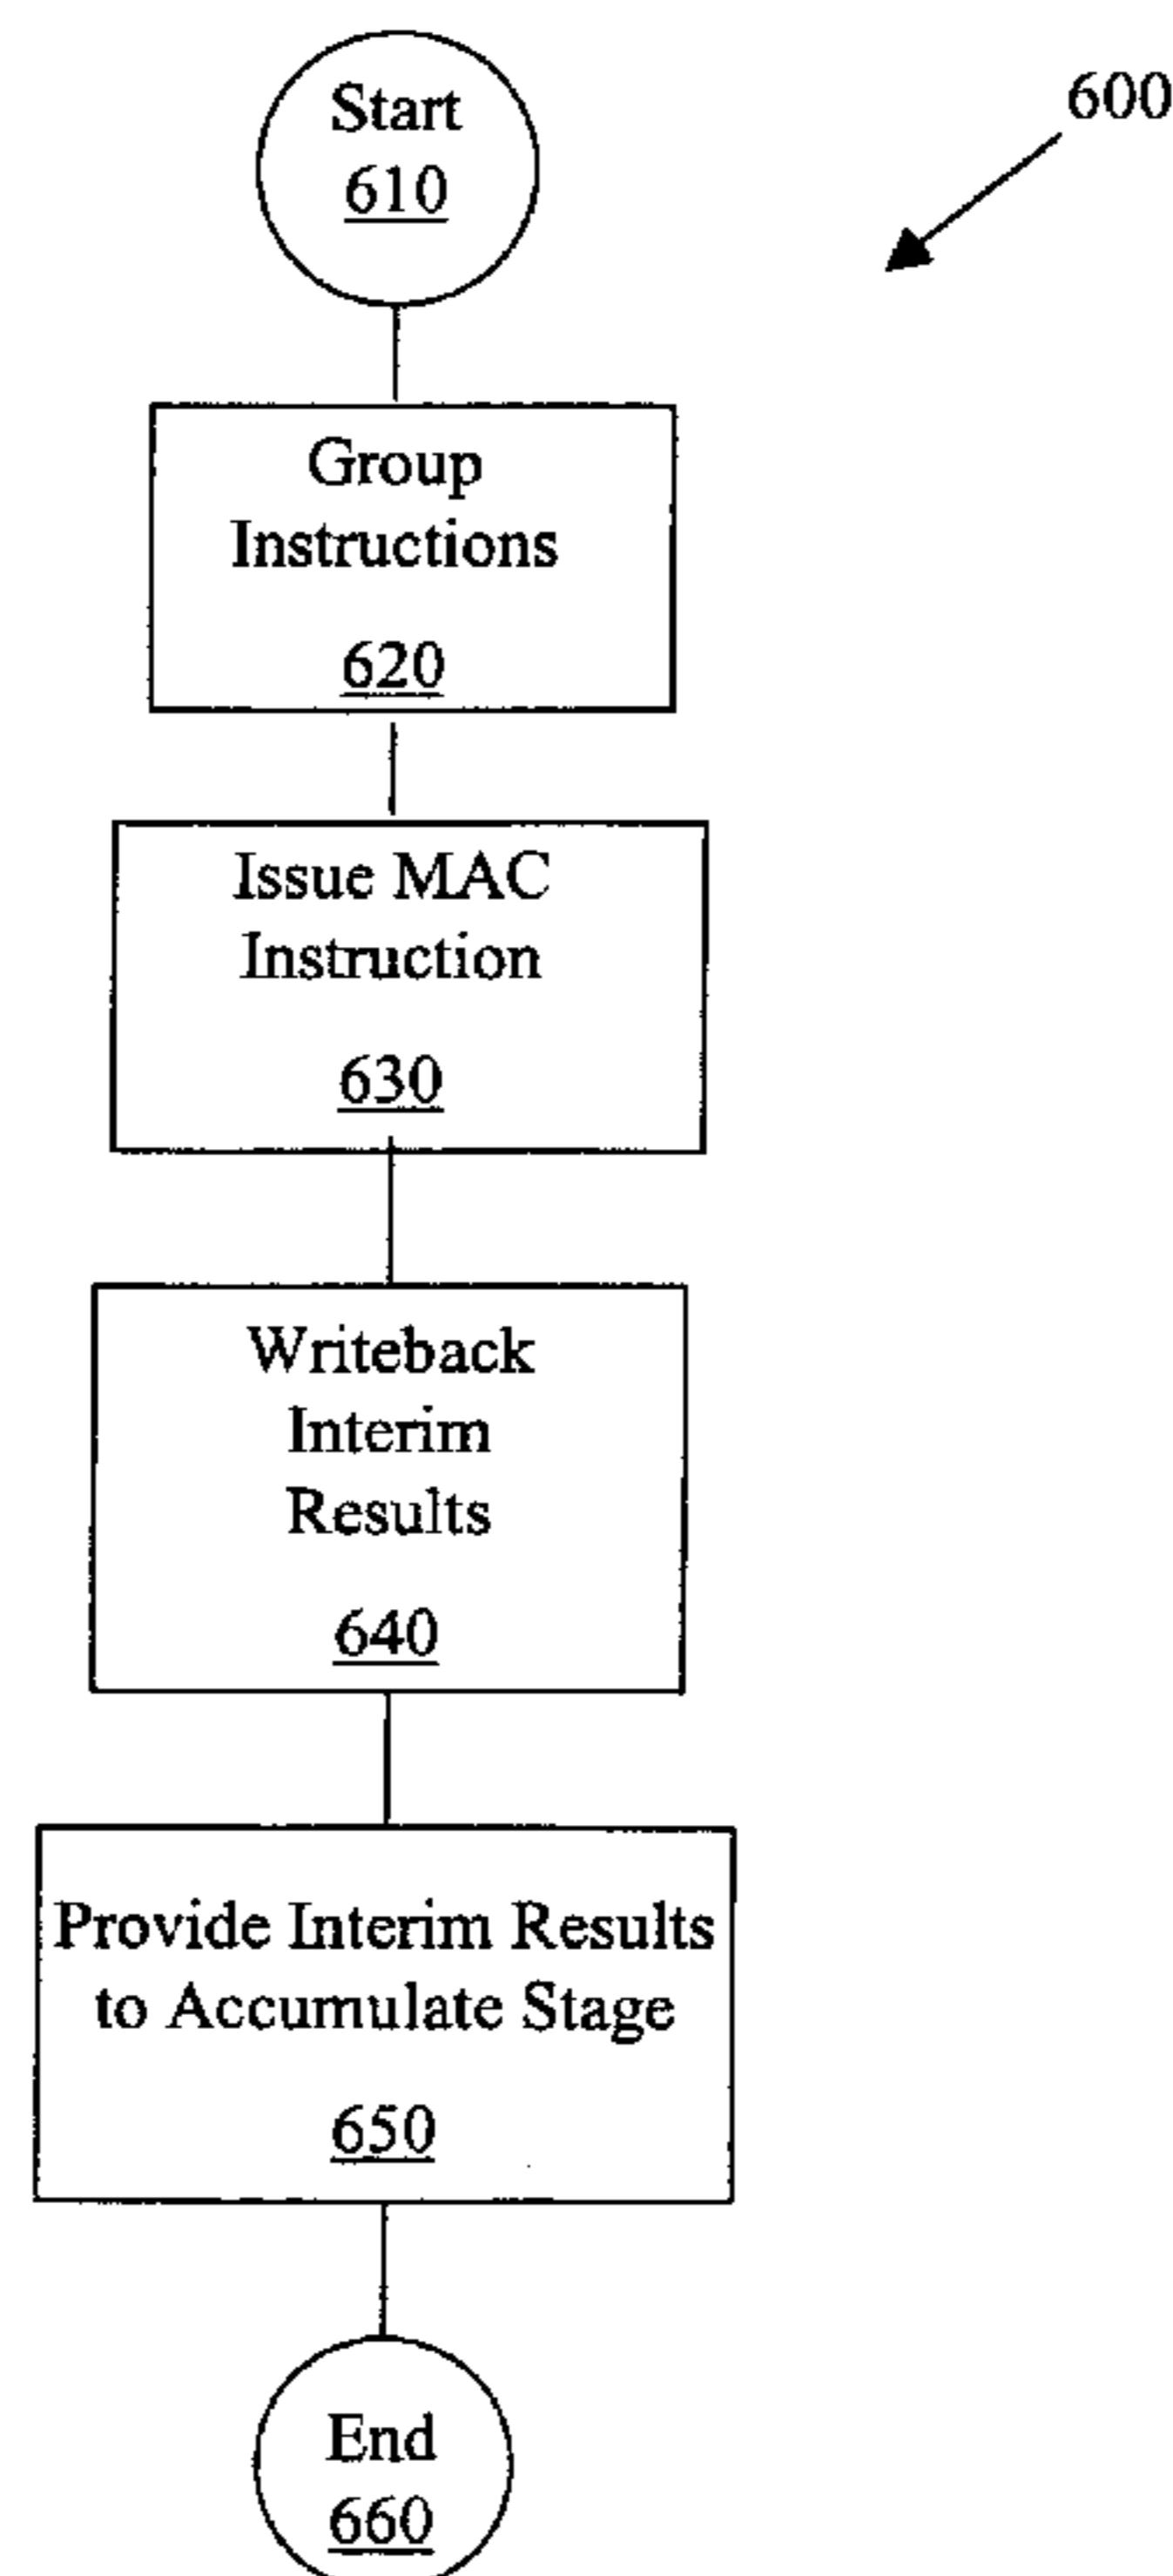 600
Start
610
Group
Instructions
620
Issue MAC
Instruction
630
Writeback
Interim
Results
640
Provide Interim Results
to Accumulate Stage
650
End
660